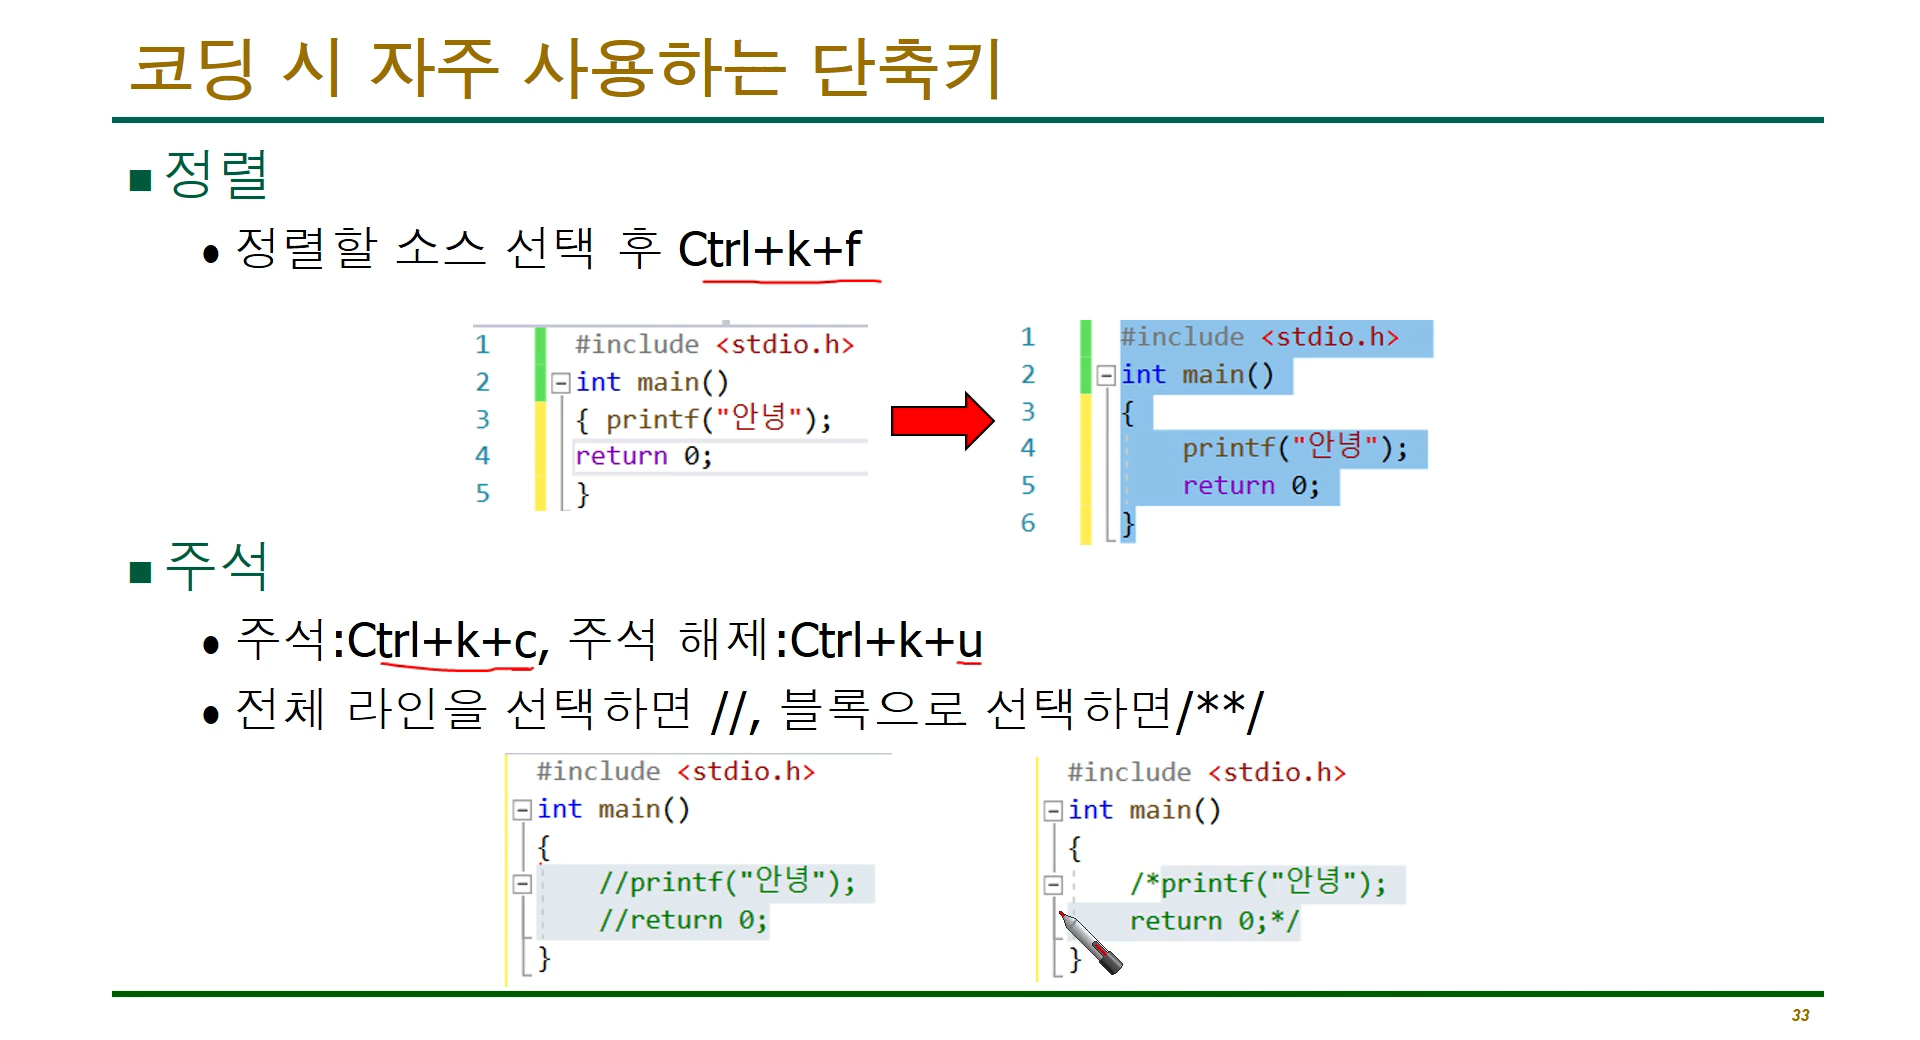 코딩 시 자주 사용하는 단축키
■ 정렬
● 정렬할 소스 선택 후 Ctrl+k+f
1 #include <stdio.h>
2 int main()
3 { printf("안녕");
4 return 0;
5 }
1 #include <stdio.h>
2 int main()
3 {
4 printf("안녕");
5 return 0;
6 }
■ 주석
● 주석:Ctrl+k+c, 주석 해제:Ctrl+k+u
● 전체 라인을 선택하면 //, 블록으로 선택하면/**/
#include <stdio.h>
int main()
{
//printf("안녕");
//return 0;
}
#include <stdio.h>
int main()
{
/*printf("안녕");
return 0;*/
}
33